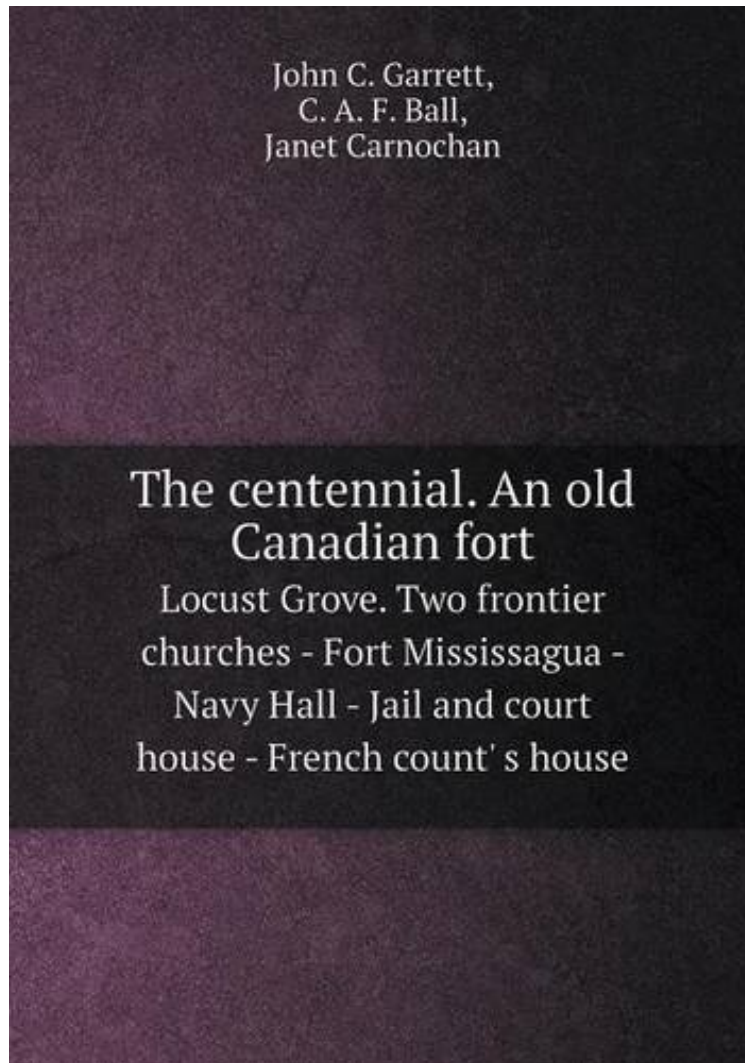 John C. Garrett,
C. A. F. Ball,
Janet Carnochan
The centennial. An old
Canadian fort
Locust Grove. Two frontier
churches - Fort Mississagua -
Navy Hall - Jail and court
house - French count' s house